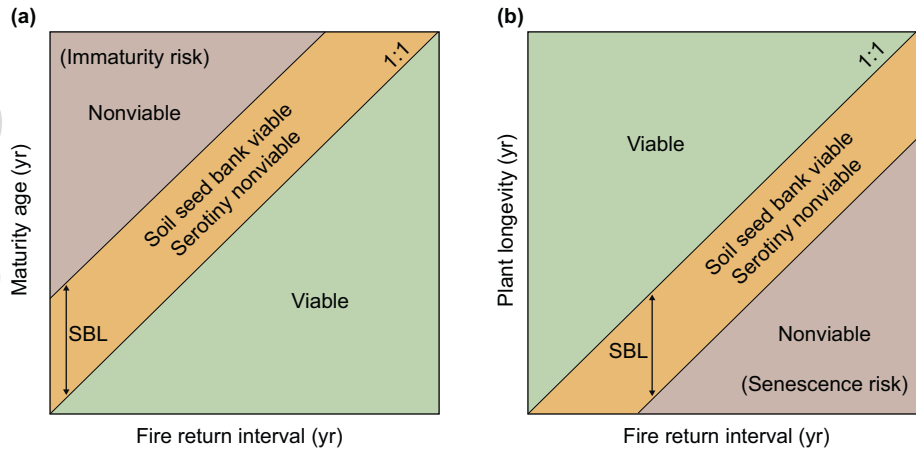 (a)
(Immaturity risk)
Nonviable
1:1
Soil seed bank viable
Serotiny nonviable
Viable
SBL
Maturity age (yr)
Fire return interval (yr)
(b)
1:1
Viable
Soil seed bank viable
Serotiny nonviable
SBL
Nonviable
(Senescence risk)
Plant longevity (yr)
Fire return interval (yr)